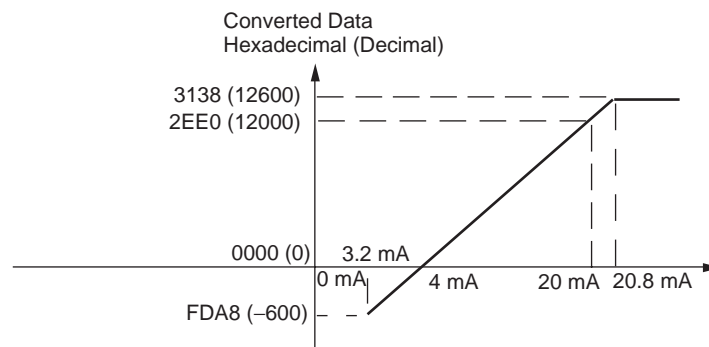 Converted Data
Hexadecimal (Decimal)
3138 (12600)
2EE0 (12000)
0000 (0)
3.2 mA
0 mA
4 mA
20 mA
20.8 mA
FDA8 (–600)